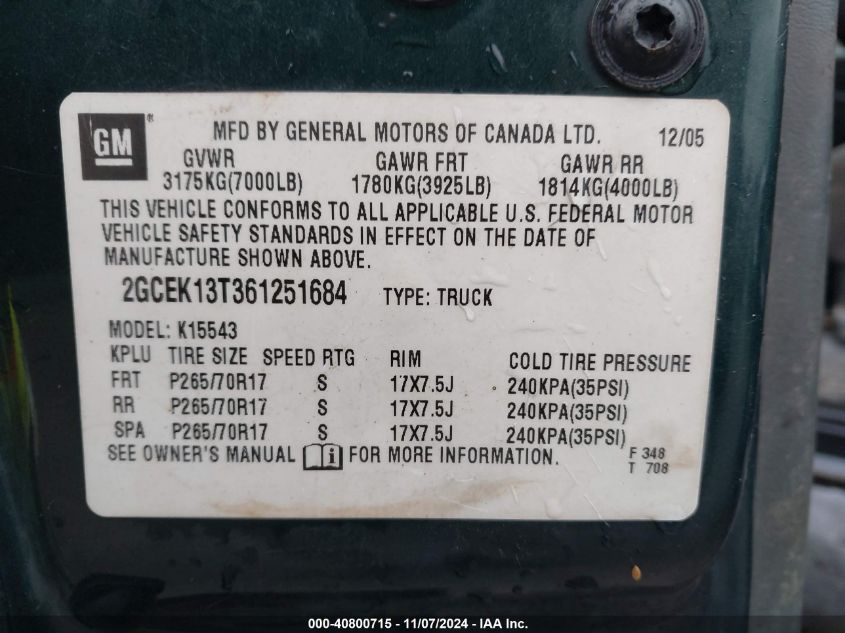 GM ® MFD BY GENERAL MOTORS OF CANADA LTD. 12/05
GVWR GAWR FRT GAWR RR
3175KG(7000LB) 1780KG(3925LB) 1814KG(4000LB)
THIS VEHICLE CONFORMS TO ALL APPLICABLE U.S. FEDERAL MOTOR
VEHICLE SAFETY STANDARDS IN EFFECT ON THE DATE OF
MANUFACTURE SHOWN ABOVE.
2GCEK13T361251684 TYPE: TRUCK
MODEL: K15543
KPLU TIRE SIZE SPEED RTG RIM COLD TIRE PRESSURE
FRT P265/70R17 S 17X7.5J 240KPA(35PSI)
RR P265/70R17 S 17X7.5J 240KPA(35PSI)
SPA P265/70R17 S 17X7.5J 240KPA(35PSI)
SEE OWNER'S MANUAL i FOR MORE INFORMATION.
F 348
T 708
000-40800715 - 11/07/2024 - IAA Inc.